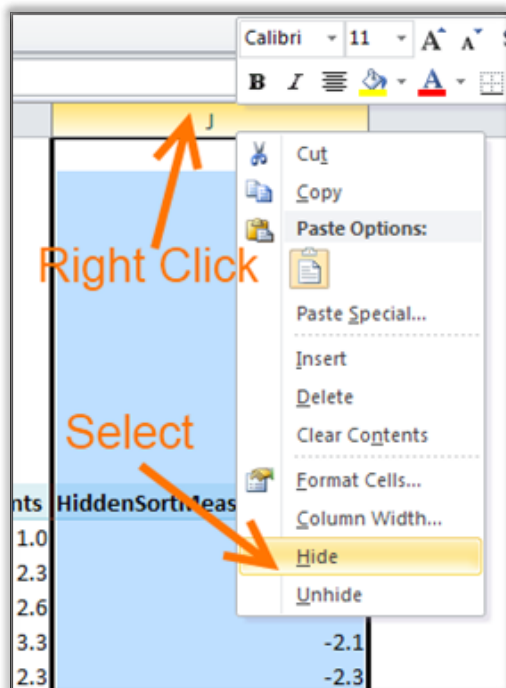 Calibri 11 A A
B I A
J
Cut
Copy
Right Click
Paste Options:
Paste Special...
Insert
Delete
Select
Clear Contents
Format Cells...
nts HiddenSortMeas
Column Width...
1.0
Hide
2.3
Unhide
2.6
3.3 -2.1
2.3 -2.3